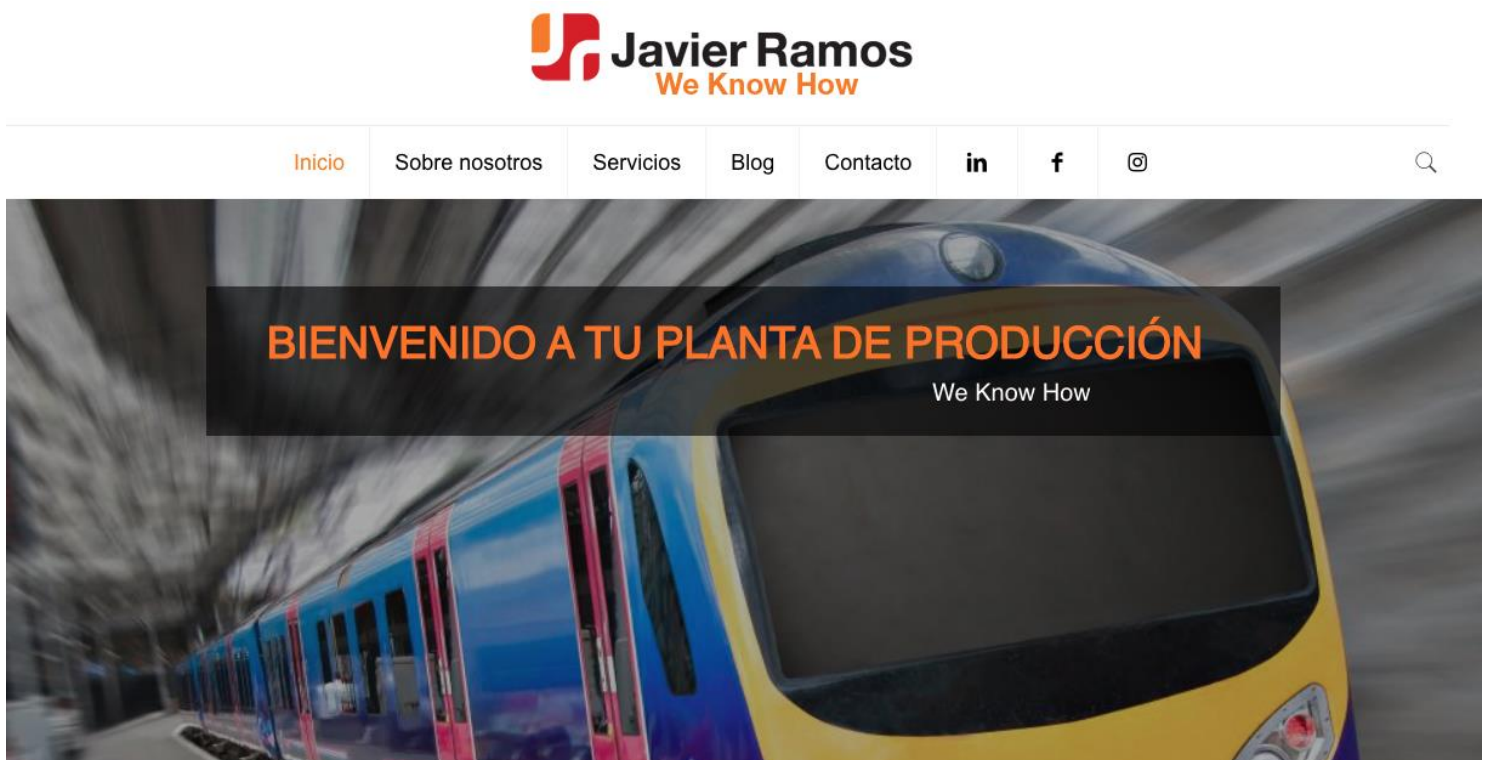 Javier Ramos
We Know How
Inicio Sobre nosotros Servicios Blog Contacto in f
BIENVENIDO A TU PLANTA DE PRODUCCIÓN
We Know How